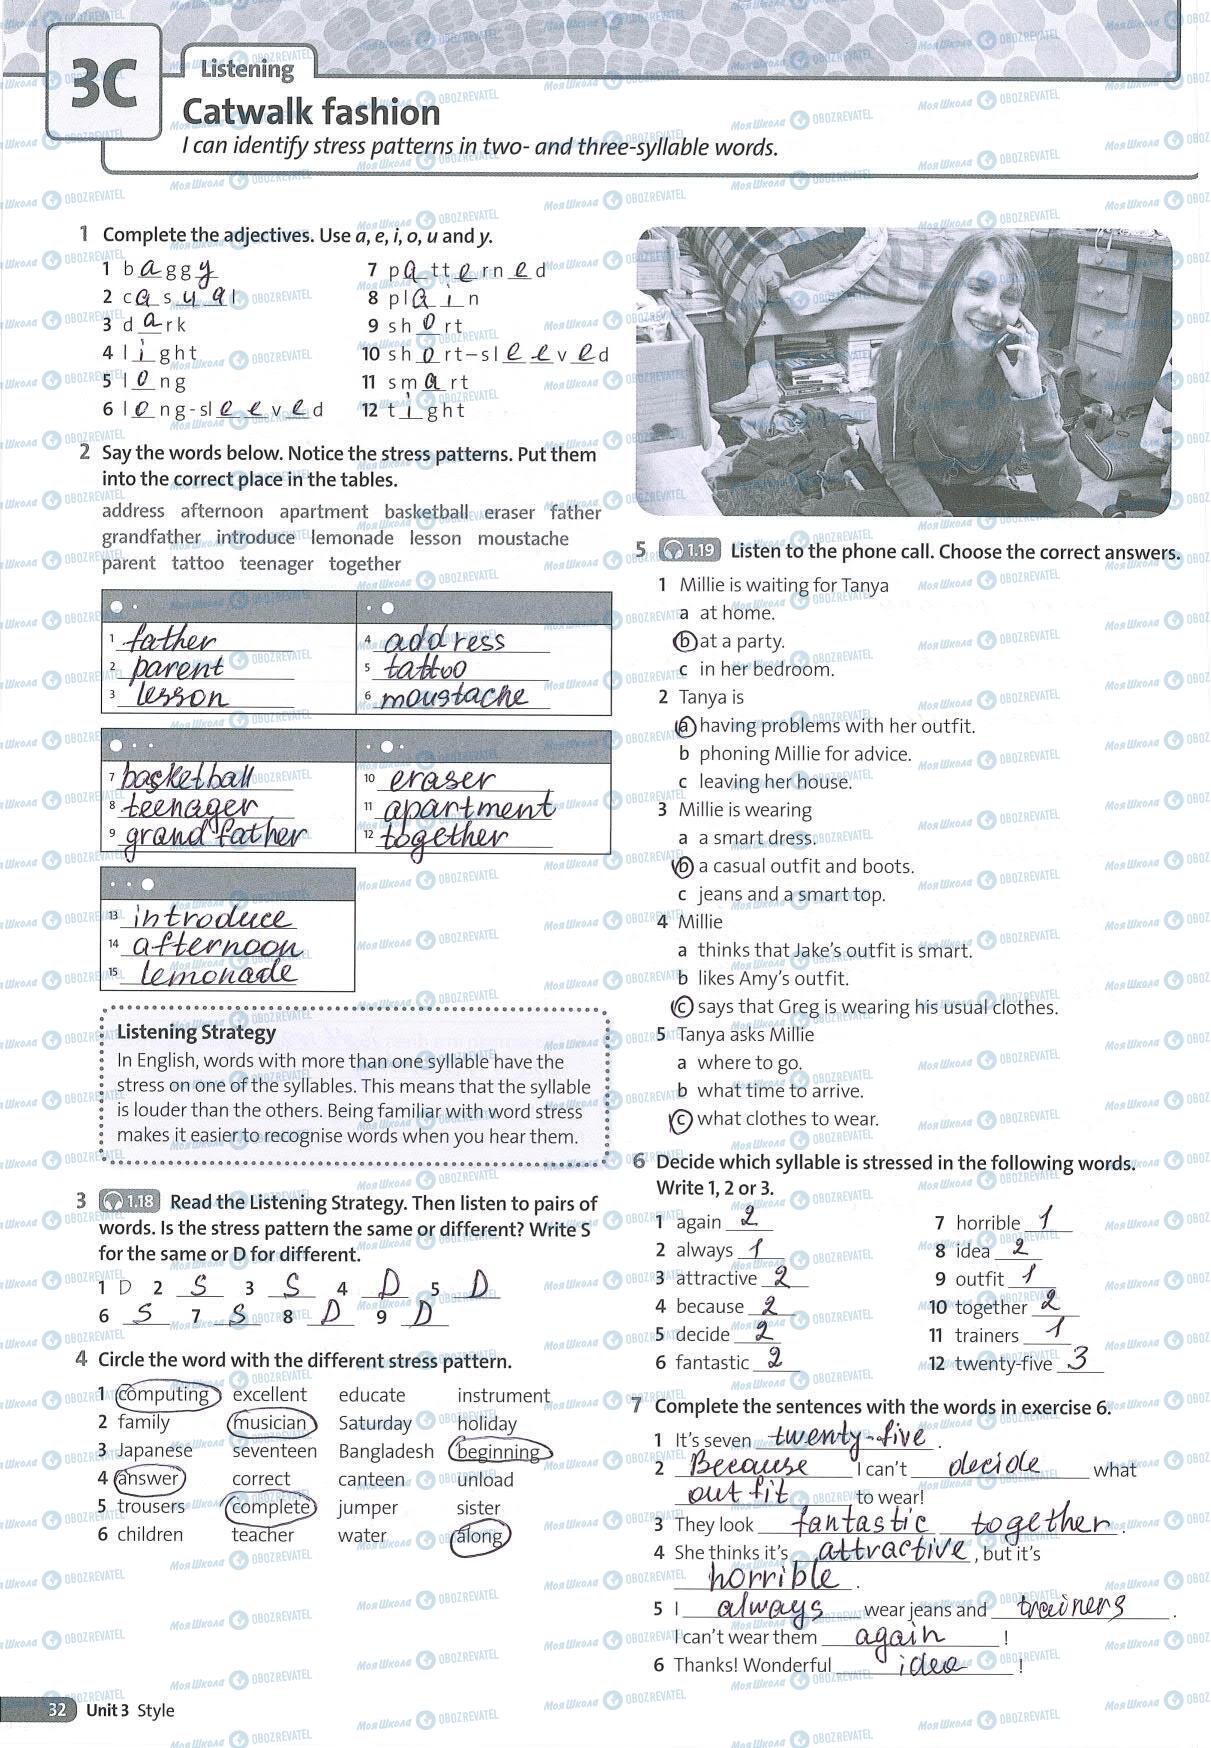 3C
Listening
Catwalk fashion
I can identify stress patterns in two- and three-syllable words.
1 Complete the adjectives. Use a, e, i, o, u and y.
1 baggy
2 casual
3 dark
4 light
5 long
6 long-sleeved
7 patterned
8 plain
9 short
10 short-sleeved
11 smart
12 tight
2 Say the words below. Notice the stress patterns. Put them
into the correct place in the tables.
address afternoon apartment basketball eraser father
grandfather introduce lemonade lesson moustache
parent tattoo teenager together
1 father
2 parent
3 lesson
4 address
5 tattoo
6 moustache
7 basketball
8 teenager
9 grandfather
10 eraser
11 apartment
12 together
13 introduce
14 afternoon
15 lemonade
Listening Strategy
In English, words with more than one syllable have the
stress on one of the syllables. This means that the syllable
is louder than the others. Being familiar with word stress
makes it easier to recognise words when you hear them.
3 1.18 Read the Listening Strategy. Then listen to pairs of
words. Is the stress pattern the same or different? Write S
for the same or D for different.
1 D 2 S 3 S 4 D 5 D
6 S 7 S 8 D 9 D
4 Circle the word with the different stress pattern.
1 computing excellent educate instrument
2 family musician Saturday holiday
3 Japanese seventeen Bangladesh beginning
4 answer correct canteen unload
5 trousers complete jumper sister
6 children teacher water along
5 1.19 Listen to the phone call. Choose the correct answers.
1 Millie is waiting for Tanya
a at home.
b at a party.
c in her bedroom.
2 Tanya is
a having problems with her outfit.
b phoning Millie for advice.
c leaving her house.
3 Millie is wearing
a a smart dress.
b a casual outfit and boots.
c jeans and a smart top.
4 Millie
a thinks that Jake's outfit is smart.
b likes Amy's outfit.
c says that Greg is wearing his usual clothes.
5 Tanya asks Millie
a where to go.
b what time to arrive.
c what clothes to wear.
6 Decide which syllable is stressed in the following words.
Write 1, 2 or 3.
1 again 2
2 always 1
3 attractive 2
4 because 2
5 decide 2
6 fantastic 2
7 horrible 1
8 idea 2
9 outfit 1
10 together 2
11 trainers 1
12 twenty-five 3
7 Complete the sentences with the words in exercise 6.
1 It's seven twenty-five.
2 Because I can't decide what
outfit to wear!
3 They look fantastic together.
4 She thinks it's attractive, but it's
horrible.
5 I always wear jeans and trainers.
I can't wear them again!
6 Thanks! Wonderful idea!
32 Unit 3 Style
МояШкола OBOZREVATEL